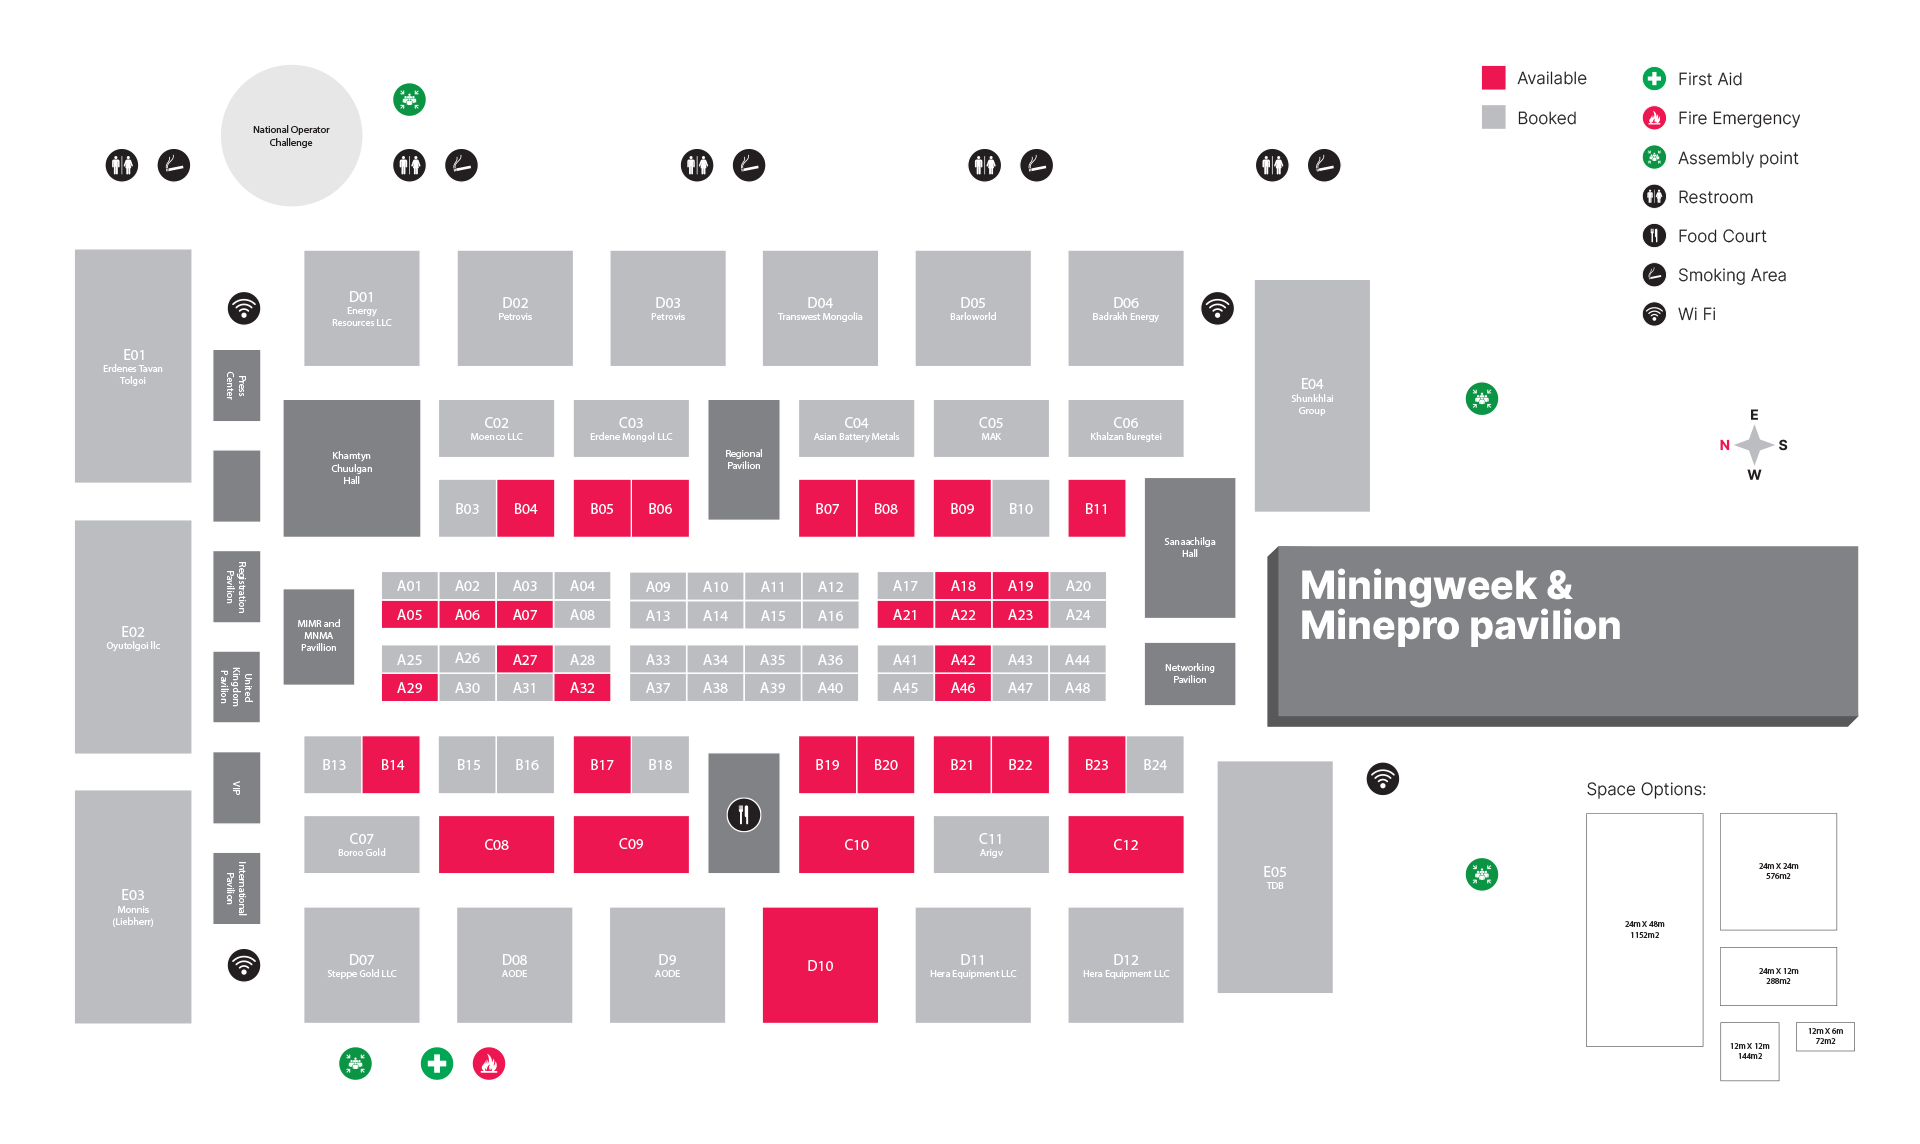 National Operator
Challenge
Available
Booked
First Aid
Fire Emergency
Assembly point
Restroom
Food Court
Smoking Area
Wi Fi
E01
Erdenes Tavan
Tolgoi
E02
Oyutolgoi llc
E03
Monnis
(Liebherr)
Press
Center
Registration
Pavilion
United
Kingdom
Pavilion
VIP
International
Pavilion
D01
Energy
Resources LLC
D02
Petrovis
D03
Petrovis
D04
Transwest Mongolia
D05
Barloworld
D06
Badrakh Energy
E04
Shunkhlai
Group
Khamtyn
Chuulgan
Hall
C02
Moenco LLC
C03
Erdene Mongol LLC
Regional
Pavilion
C04
Asian Battery Metals
C05
MAK
C06
Khalzan Buregtei
B03 B04 B05 B06 B07 B08 B09 B10 B11
Sanaachilga
Hall
E
N S
W
MIMR and
MNMA
Pavillion
A01 A02 A03 A04 A09 A10 A11 A12 A17 A18 A19 A20
A05 A06 A07 A08 A13 A14 A15 A16 A21 A22 A23 A24
A25 A26 A27 A28 A33 A34 A35 A36 A41 A42 A43 A44
A29 A30 A31 A32 A37 A38 A39 A40 A45 A46 A47 A48
Networking
Pavilion
Miningweek &
Minepro pavilion
B13 B14 B15 B16 B17 B18 B19 B20 B21 B22 B23 B24
C07
Boroo Gold
C08
C09
C10
C11
Arigv
C12
E05
TDB
D07
Steppe Gold LLC
D08
AODE
D9
AODE
D10
D11
Hera Equipment LLC
D12
Hera Equipment LLC
Space Options:
24m X 48m
1152m2
24m X 24m
576m2
24m X 12m
288m2
12m X 12m
144m2
12m X 6m
72m2